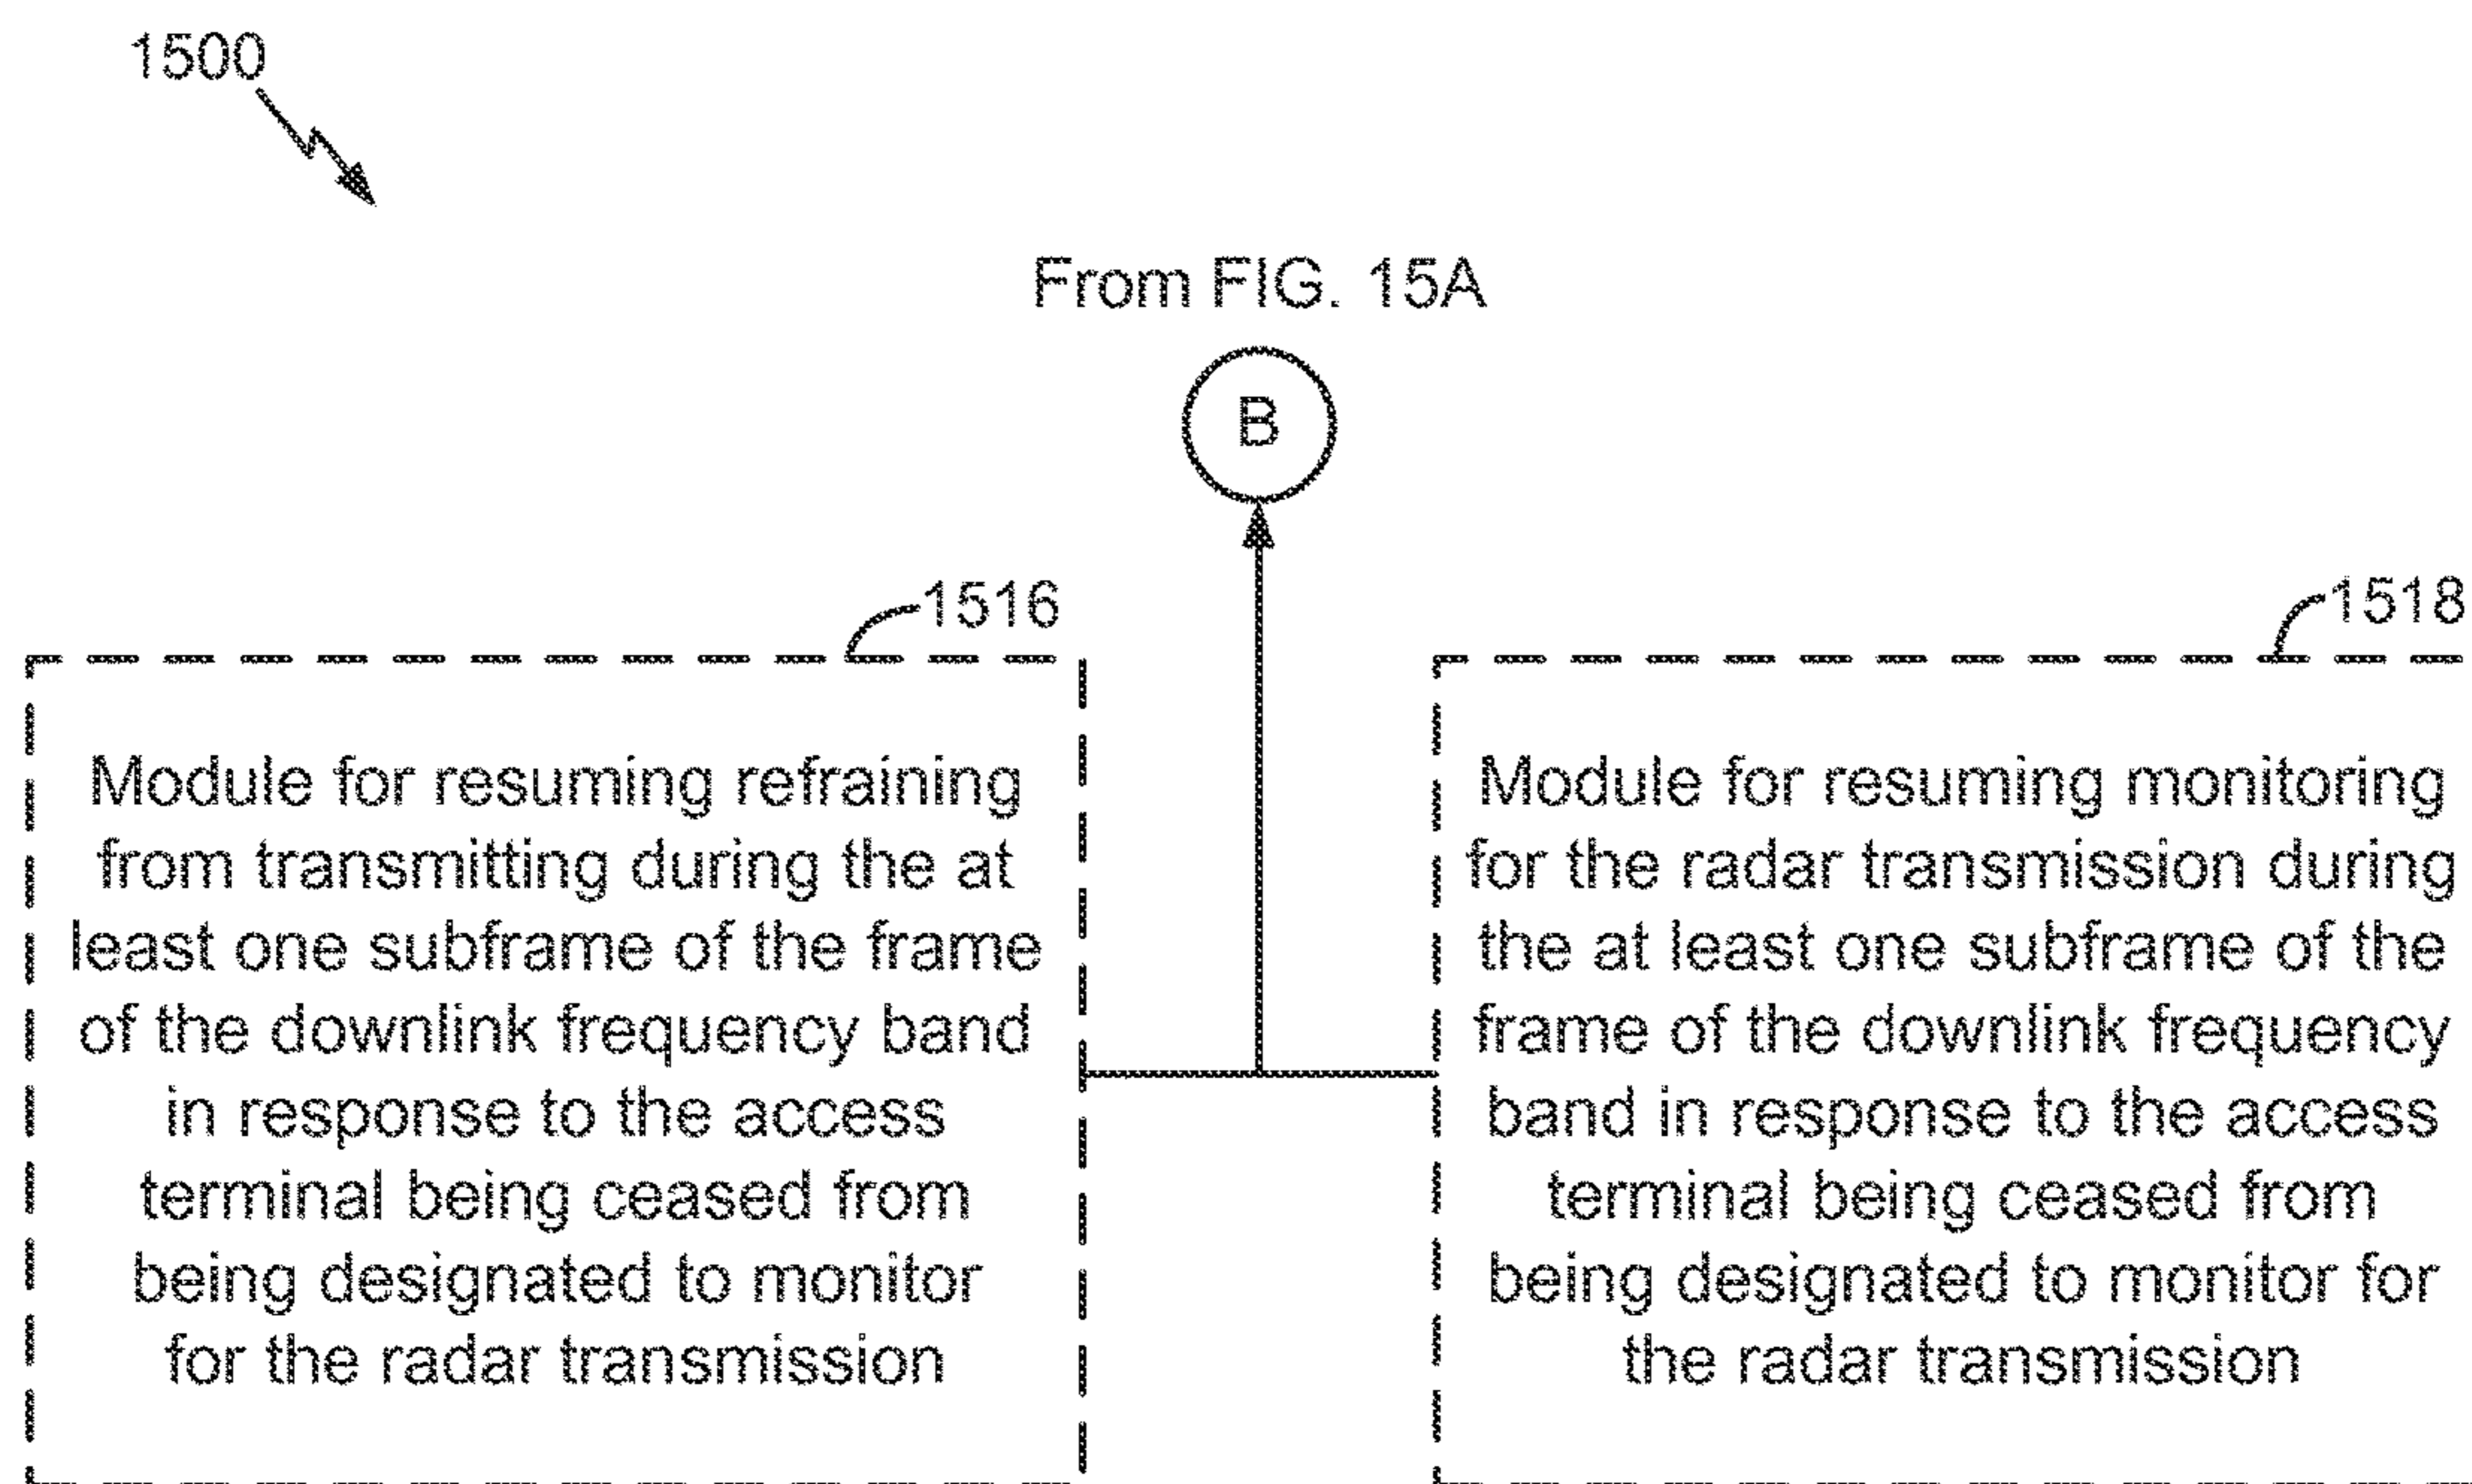 1500
From FIG. 15A
B
1516
Module for resuming refraining
from transmitting during the at
least one subframe of the frame
of the downlink frequency band
in response to the access
terminal being ceased from
being designated to monitor
for the radar transmission
1518
Module for resuming monitoring
for the radar transmission during
the at least one subframe of the
frame of the downlink frequency
band in response to the access
terminal being ceased from
being designated to monitor for
the radar transmission